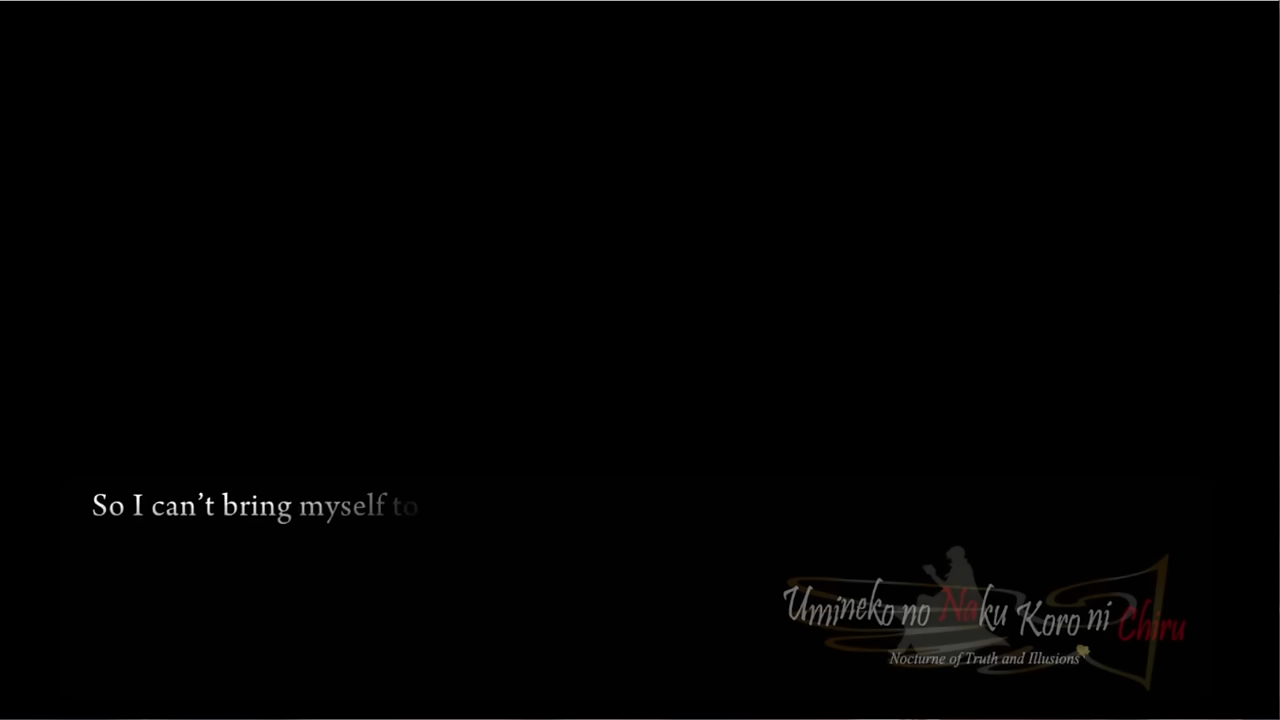 So I can’t bring myself to
Umineko no Naku Koro ni Chiru
Nocturne of Truth and Illusions